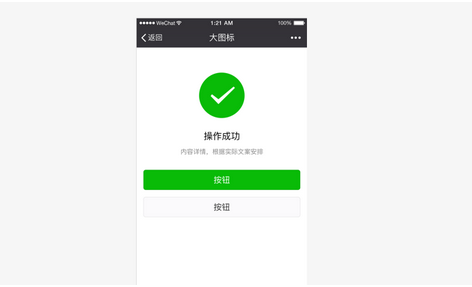 ●●●●● WeChat 1:21 AM 100%
返回 大图标 •••
操作成功
内容详情，根据实际文案安排
按钮
按钮